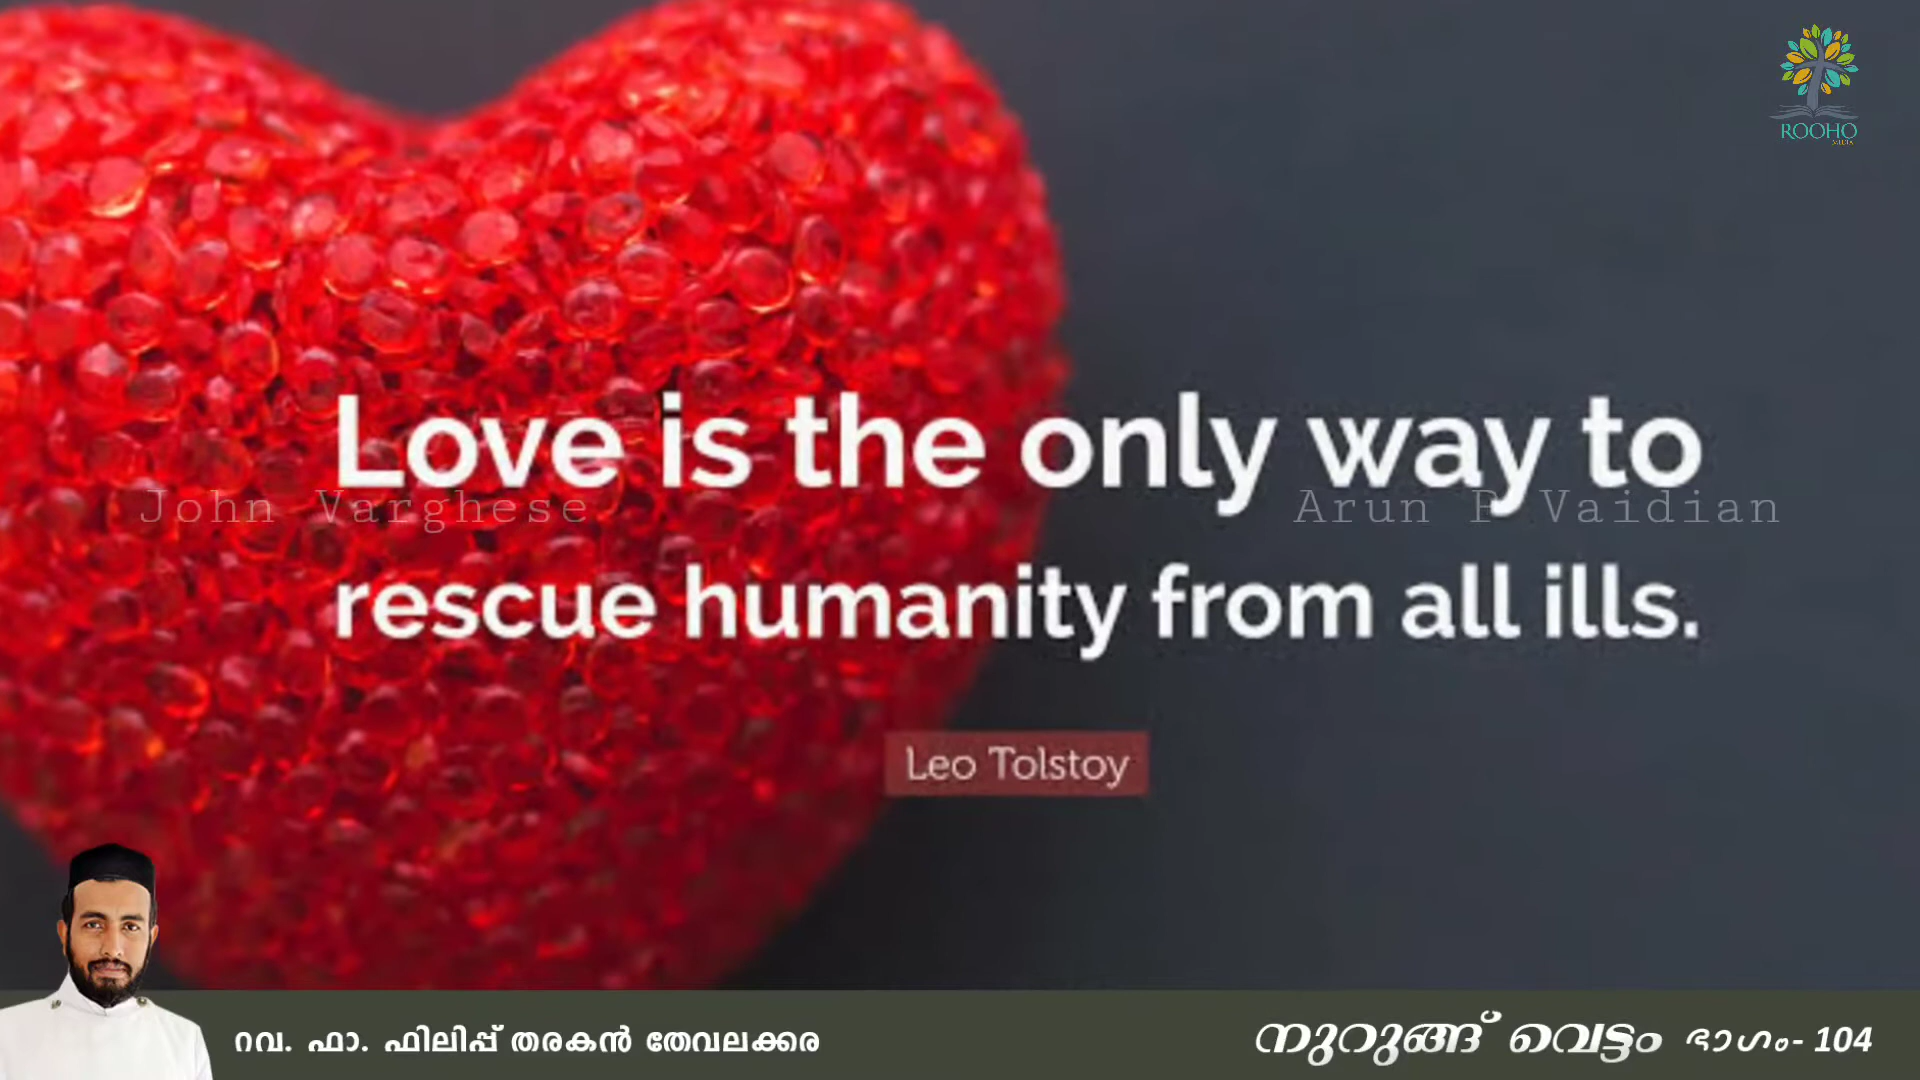 ROOHO
MEDIA
Love is the only way to
John Varghese
Arun P Vaidian
rescue humanity from all ills.
Leo Tolstoy
റവ. ഫാ. ഫിലിപ്പ് തരകൻ തേവലക്കര
നുറുങ്ങ് വെട്ടം ഭാഗം- 104